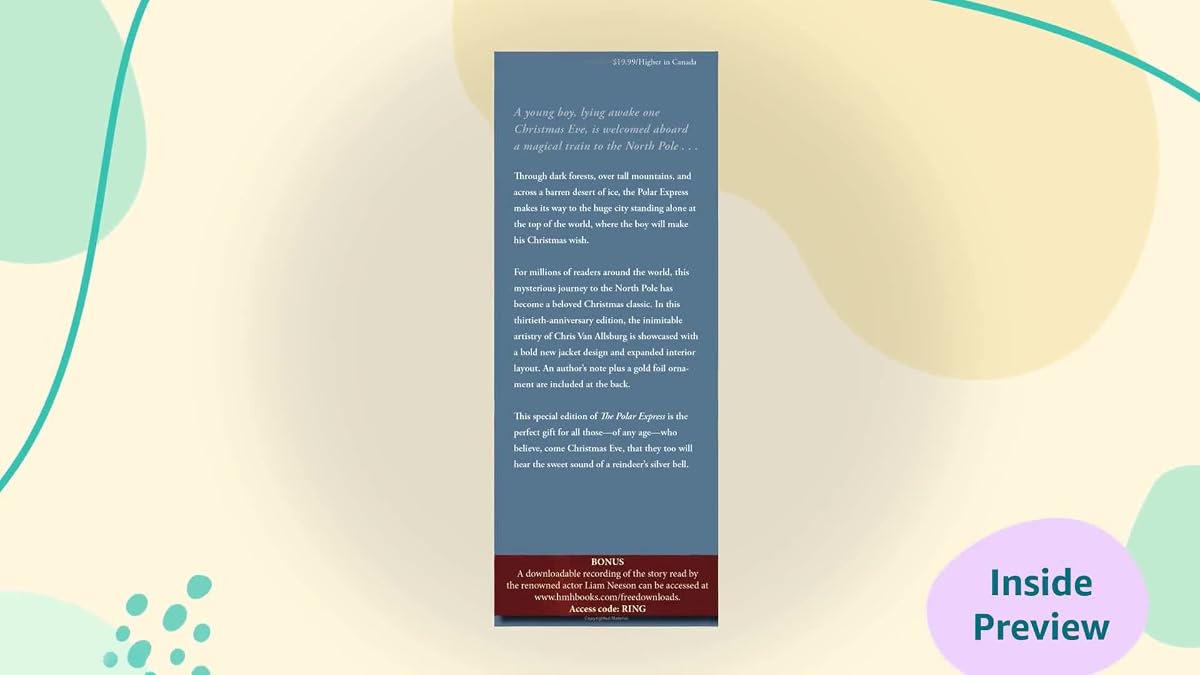 $19.99/Higher in Canada
A young boy, lying awake one
Christmas Eve, is welcomed aboard
a magical train to the North Pole . . .
Through dark forests, over tall mountains, and
across a barren desert of ice, the Polar Express
makes its way to the huge city standing alone at
the top of the world, where the boy will make
his Christmas wish.
For millions of readers around the world, this
mysterious journey to the North Pole has
become a beloved Christmas classic. In this
thirtieth-anniversary edition, the inimitable
artistry of Chris Van Allsburg is showcased with
a bold new jacket design and expanded interior
layout. An author's note plus a gold foil orna-
ment are included at the back.
This special edition of The Polar Express is the
perfect gift for all those—of any age—who
believe, come Christmas Eve, that they too will
hear the sweet sound of a reindeer's silver bell.
BONUS
A downloadable recording of the story read by
the renowned actor Liam Neeson can be accessed at
www.hmhbooks.com/freedownloads.
Access code: RING
Copyrighted Material
Inside
Preview